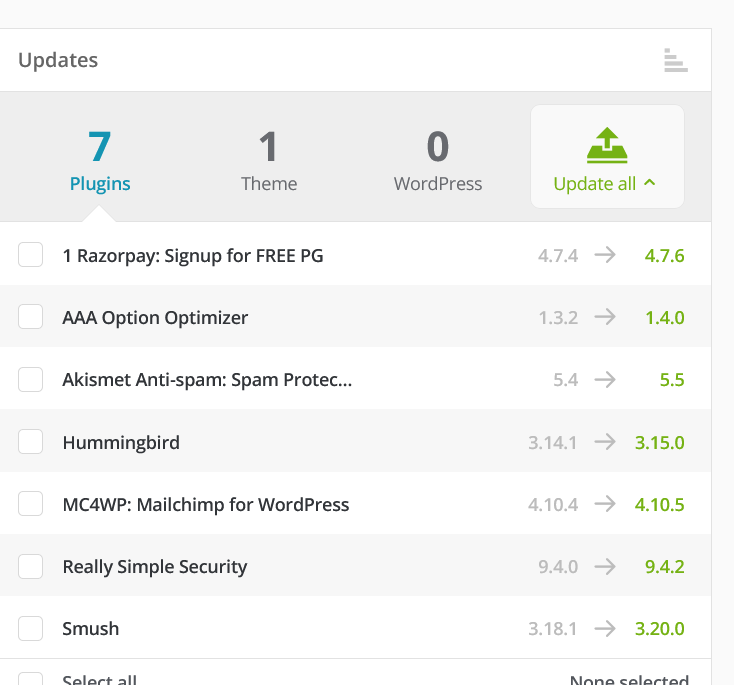 Updates
7 1 0
Plugins Theme WordPress Update all
1 Razorpay: Signup for FREE PG 4.7.4 → 4.7.6
AAA Option Optimizer 1.3.2 → 1.4.0
Akismet Anti-spam: Spam Protec... 5.4 → 5.5
Hummingbird 3.14.1 → 3.15.0
MC4WP: Mailchimp for WordPress 4.10.4 → 4.10.5
Really Simple Security 9.4.0 → 9.4.2
Smush 3.18.1 → 3.20.0
Select all None selected